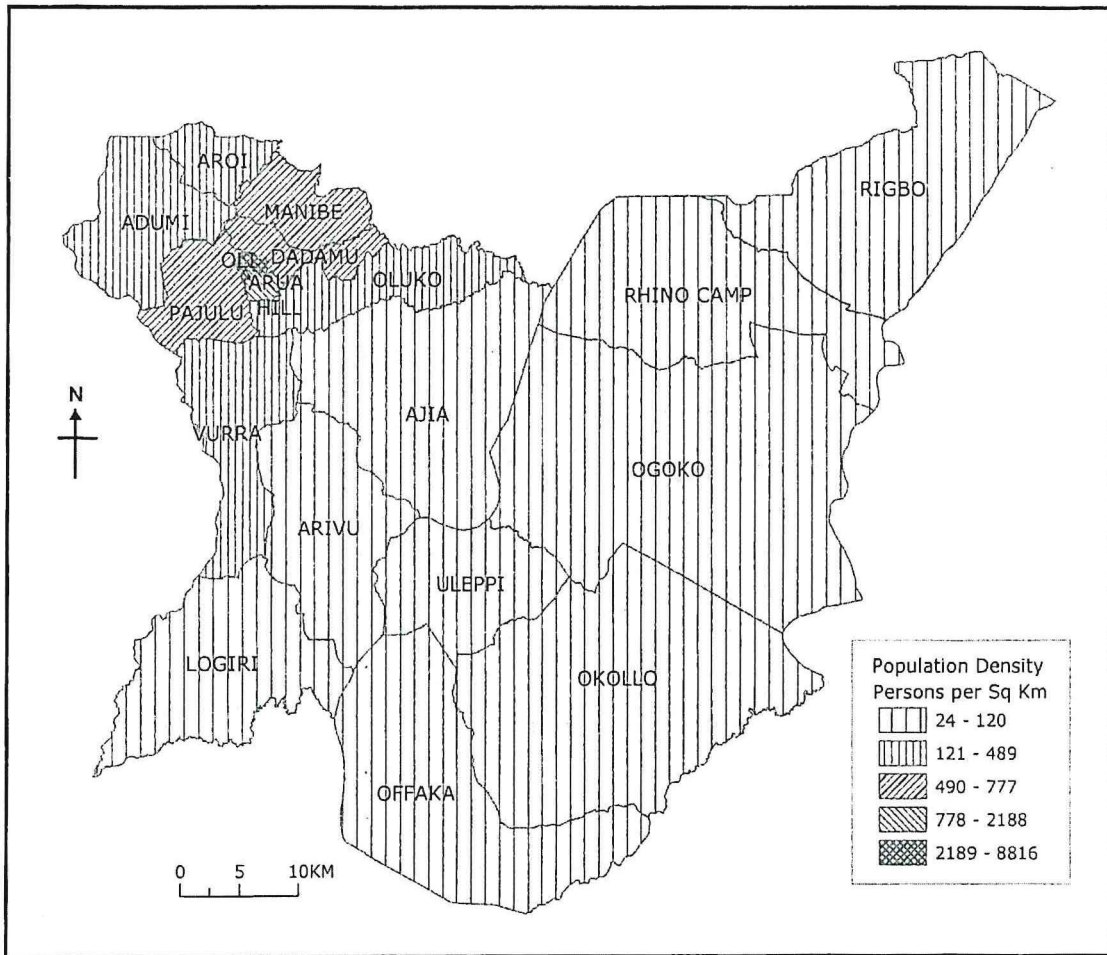 RIGBO
AROI
ADUMI
MANIBE
OLI
DADAMU
ARUA
HILL
OLUKO
PAJULU
RHINO CAMP
N
VURRA
AJIA
OGOKO
ARIVU
ULEPPI
LOGIRI
OKOLLO
OFFAKA
Population Density
Persons per Sq Km
24 - 120
121 - 489
490 - 777
778 - 2188
2189 - 8816
0 5 10KM